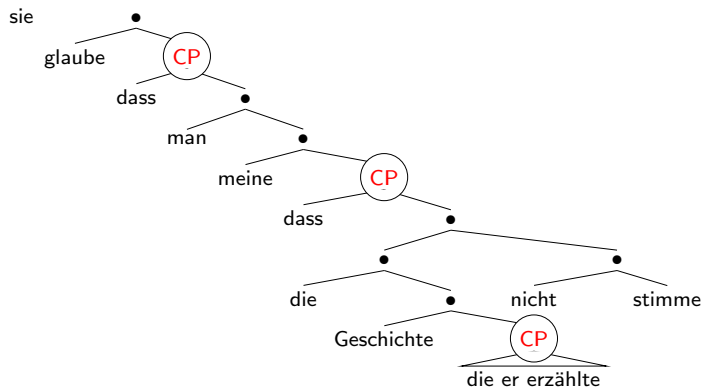 sie
glaube
CP
dass
man
meine
CP
dass
die
nicht
stimme
Geschichte
CP
die er erzählte